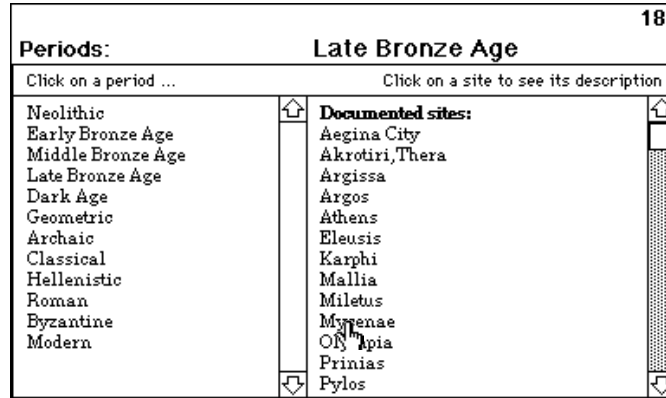 18
Periods:
Late Bronze Age
Click on a period ...
Click on a site to see its description
Neolithic
Early Bronze Age
Middle Bronze Age
Late Bronze Age
Dark Age
Geometric
Archaic
Classical
Hellenistic
Roman
Byzantine
Modern
Documented sites:
Aegina City
Akrotiri,Thera
Argissa
Argos
Athens
Eleusis
Karphi
Mallia
Miletus
Mycenae
Olympia
Prinias
Pylos